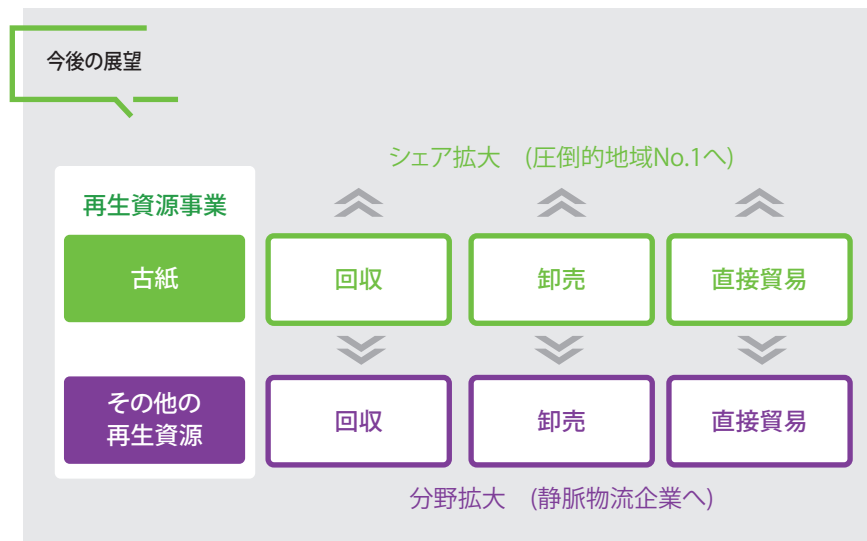 今後の展望
シェア拡大 (圧倒的地域No.1へ)
再生資源事業
古紙
回収
卸売
直接貿易
その他の
再生資源
回収
卸売
直接貿易
分野拡大 (静脈物流企業へ)